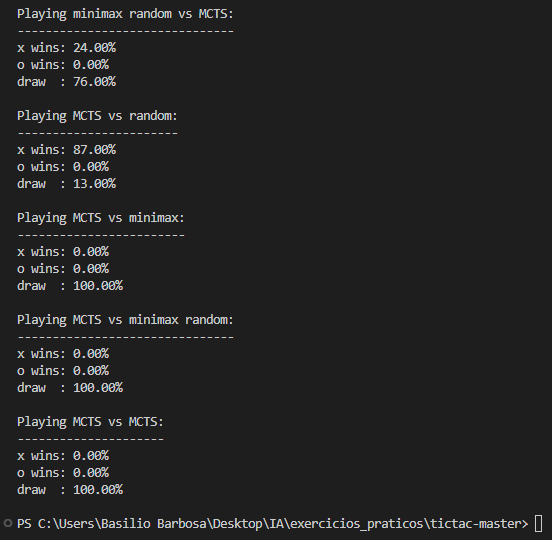 Playing minimax random vs MCTS:
-------------------------------
x wins: 24.00%
o wins: 0.00%
draw  : 76.00%
Playing MCTS vs random:
-----------------------
x wins: 87.00%
o wins: 0.00%
draw  : 13.00%
Playing MCTS vs minimax:
------------------------
x wins: 0.00%
o wins: 0.00%
draw  : 100.00%
Playing MCTS vs minimax random:
-------------------------------
x wins: 0.00%
o wins: 0.00%
draw  : 100.00%
Playing MCTS vs MCTS:
---------------------
x wins: 0.00%
o wins: 0.00%
draw  : 100.00%
PS C:\Users\Basilio Barbosa\Desktop\IA\exercicios_praticos\tictac-master>